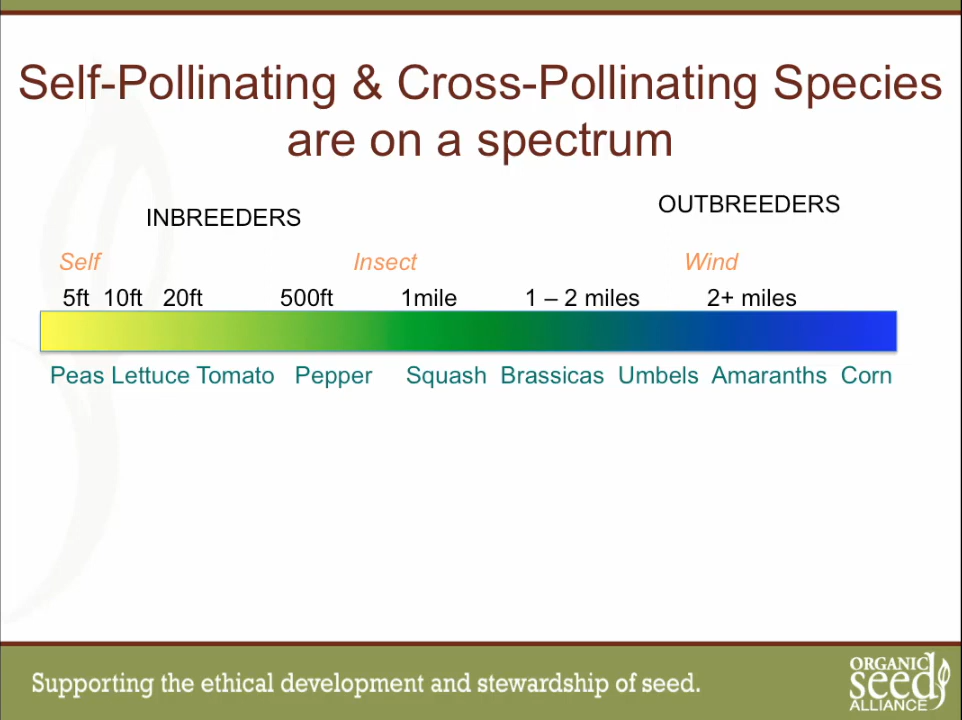 Self-Pollinating & Cross-Pollinating Species
are on a spectrum
INBREEDERS
OUTBREEDERS
Self Insect Wind
5ft 10ft 20ft 500ft 1mile 1 – 2 miles 2+ miles
Peas Lettuce Tomato Pepper Squash Brassicas Umbels Amaranths Corn
Supporting the ethical development and stewardship of seed.
ORGANIC
seed
ALLIANCE